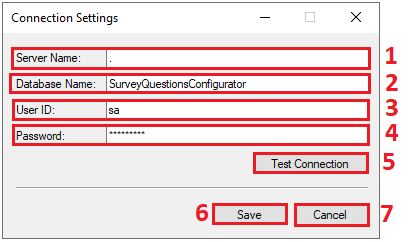 Connection Settings
Server Name: . 1
Database Name: SurveyQuestionsConfigurator 2
User ID: sa 3
Password: ********* 4
Test Connection 5
6 Save Cancel 7